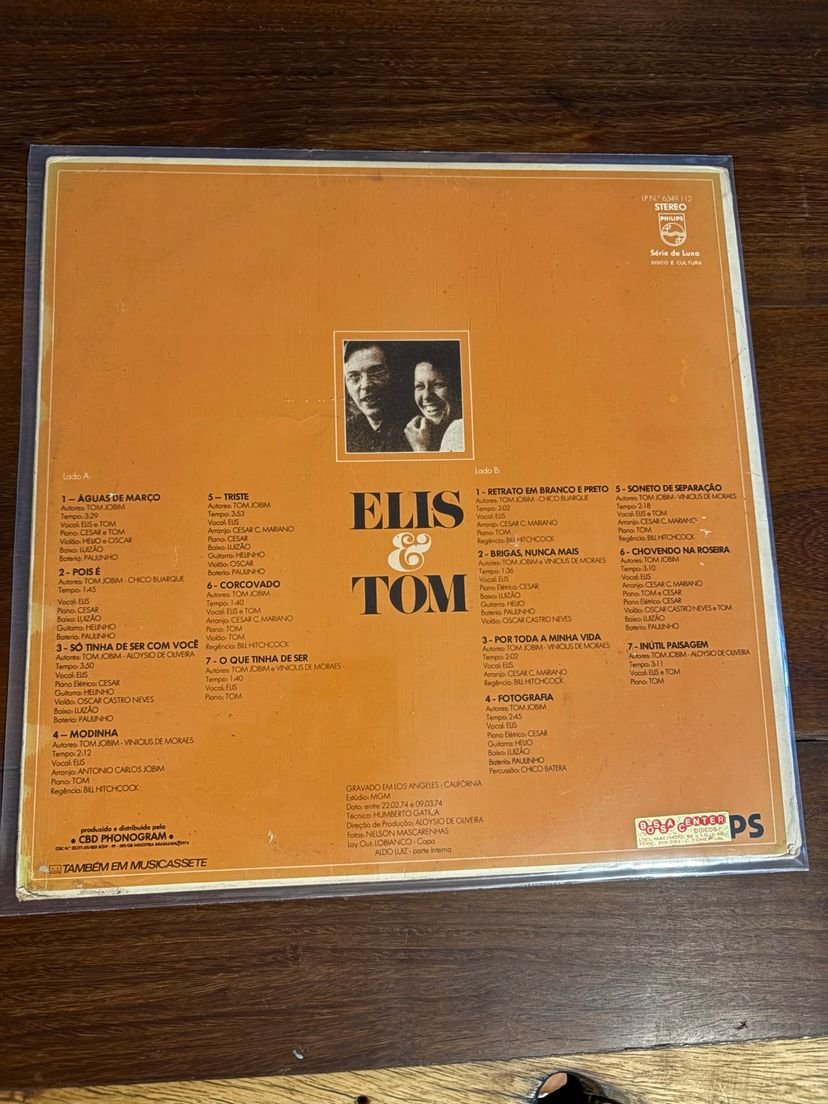 LP N.º 6349 112
STEREO
PHILIPS
Série de Luxo
DISCO É CULTURA
Lado A:
1 — ÁGUAS DE MARÇO
Autores: TOM JOBIM
Tempo: 3:29
Vocal: ELIS e TOM
Piano: CESAR e TOM
Violão: HELIO e OSCAR
Baixo: LUIZÃO
Bateria: PAULINHO
2 - POIS É
Autores: TOM JOBIM - CHICO BUARQUE
Tempo: 1:45
Vocal: ELIS
Piano: CESAR
Baixo: LUIZÃO
Guitarra: HELINHO
Bateria: PAULINHO
3 - SÓ TINHA DE SER COM VOCÊ
Autores: TOM JOBIM - ALOYSIO DE OLIVEIRA
Tempo: 3:50
Vocal: ELIS
Piano Elétrico: CESAR
Guitarra: HELINHO
Violão: OSCAR CASTRO NEVES
Baixo: LUIZÃO
Bateria: PAULINHO
4 — MODINHA
Autores: TOM JOBIM - VINICIUS DE MORAES
Tempo: 2:12
Vocal: ELIS
Arranjo: ANTONIO CARLOS JOBIM
Piano: TOM
Regência: BILL HITCHCOCK
5 — TRISTE
Autores: TOM JOBIM
Tempo: 3:53
Vocal: ELIS
Arranjo: CESAR C. MARIANO
Piano: CESAR
Baixo: LUIZÃO
Guitarra: HELINHO
Violão: OSCAR
Bateria: PAULINHO
6 - CORCOVADO
Autores: TOM JOBIM
Tempo: 1:40
Vocal: ELIS e TOM
Arranjo: CESAR C. MARIANO
Piano: TOM
Violão: TOM
Regência: BILL HITCHCOCK
7 - O QUE TINHA DE SER
Autores: TOM JOBIM e VINICIUS DE MORAES
Tempo: 1:40
Vocal: ELIS
Piano: TOM
ELIS
&
TOM
Lado B:
1 - RETRATO EM BRANCO E PRETO
Autores: TOM JOBIM - CHICO BUARQUE
Tempo: 3:02
Vocal: ELIS
Arranjo: CESAR C. MARIANO
Piano: TOM
Regência: BILL HITCHCOCK
2 - BRIGAS, NUNCA MAIS
Autores: TOM JOBIM e VINICIUS DE MORAES
Tempo: 1:36
Vocal: ELIS
Piano Elétrico: CESAR
Baixo: LUIZÃO
Guitarra: HELIO
Bateria: PAULINHO
Violão: OSCAR CASTRO NEVES
3 - POR TODA A MINHA VIDA
Autores: TOM JOBIM - VINICIUS DE MORAES
Tempo: 2:02
Vocal: ELIS
Arranjo: CESAR C. MARIANO
Regência: BILL HITCHCOCK
4 - FOTOGRAFIA
Autores: TOM JOBIM
Tempo: 2:45
Vocal: ELIS
Piano Elétrico: CESAR
Guitarra: HELIO
Baixo: LUIZÃO
Bateria: PAULINHO
Percussão: CHICO BATERA
5 - SONETO DE SEPARAÇÃO
Autores: TOM JOBIM - VINICIUS DE MORAES
Tempo: 2:18
Vocal: ELIS e TOM
Arranjo: CESAR C. MARIANO
Piano: TOM
Regência: BILL HITCHCOCK
6 - CHOVENDO NA ROSEIRA
Autores: TOM JOBIM
Tempo: 3:10
Vocal: ELIS
Arranjo: CESAR C. MARIANO
Piano: TOM e CESAR
Piano Elétrico: CESAR
Violão: OSCAR CASTRO NEVES e TOM
Baixo: LUIZÃO
Bateria: PAULINHO
7 - INÚTIL PAISAGEM
Autores: TOM JOBIM - ALOYSIO DE OLIVEIRA
Tempo: 3:11
Vocal: ELIS e TOM
Piano: TOM
GRAVADO EM LOS ANGELES - CALIFÓRNIA
Estúdio: MGM
Data: entre 22.02.74 e 09.03.74
Técnico: HUMBERTO GATICA
Direção de Produção: ALOYSIO DE OLIVEIRA
Fotos: NELSON MASCARENHAS
Lay Out: LOBIANCO - Capa
ALDO LUIZ - parte interna
produzido e distribuido pela
• CBD PHONOGRAM •
INDÚSTRIA BRASILEIRA
TAMBÉM EM MUSICASSETE
BOSSA CENTER
DISCOS
PS